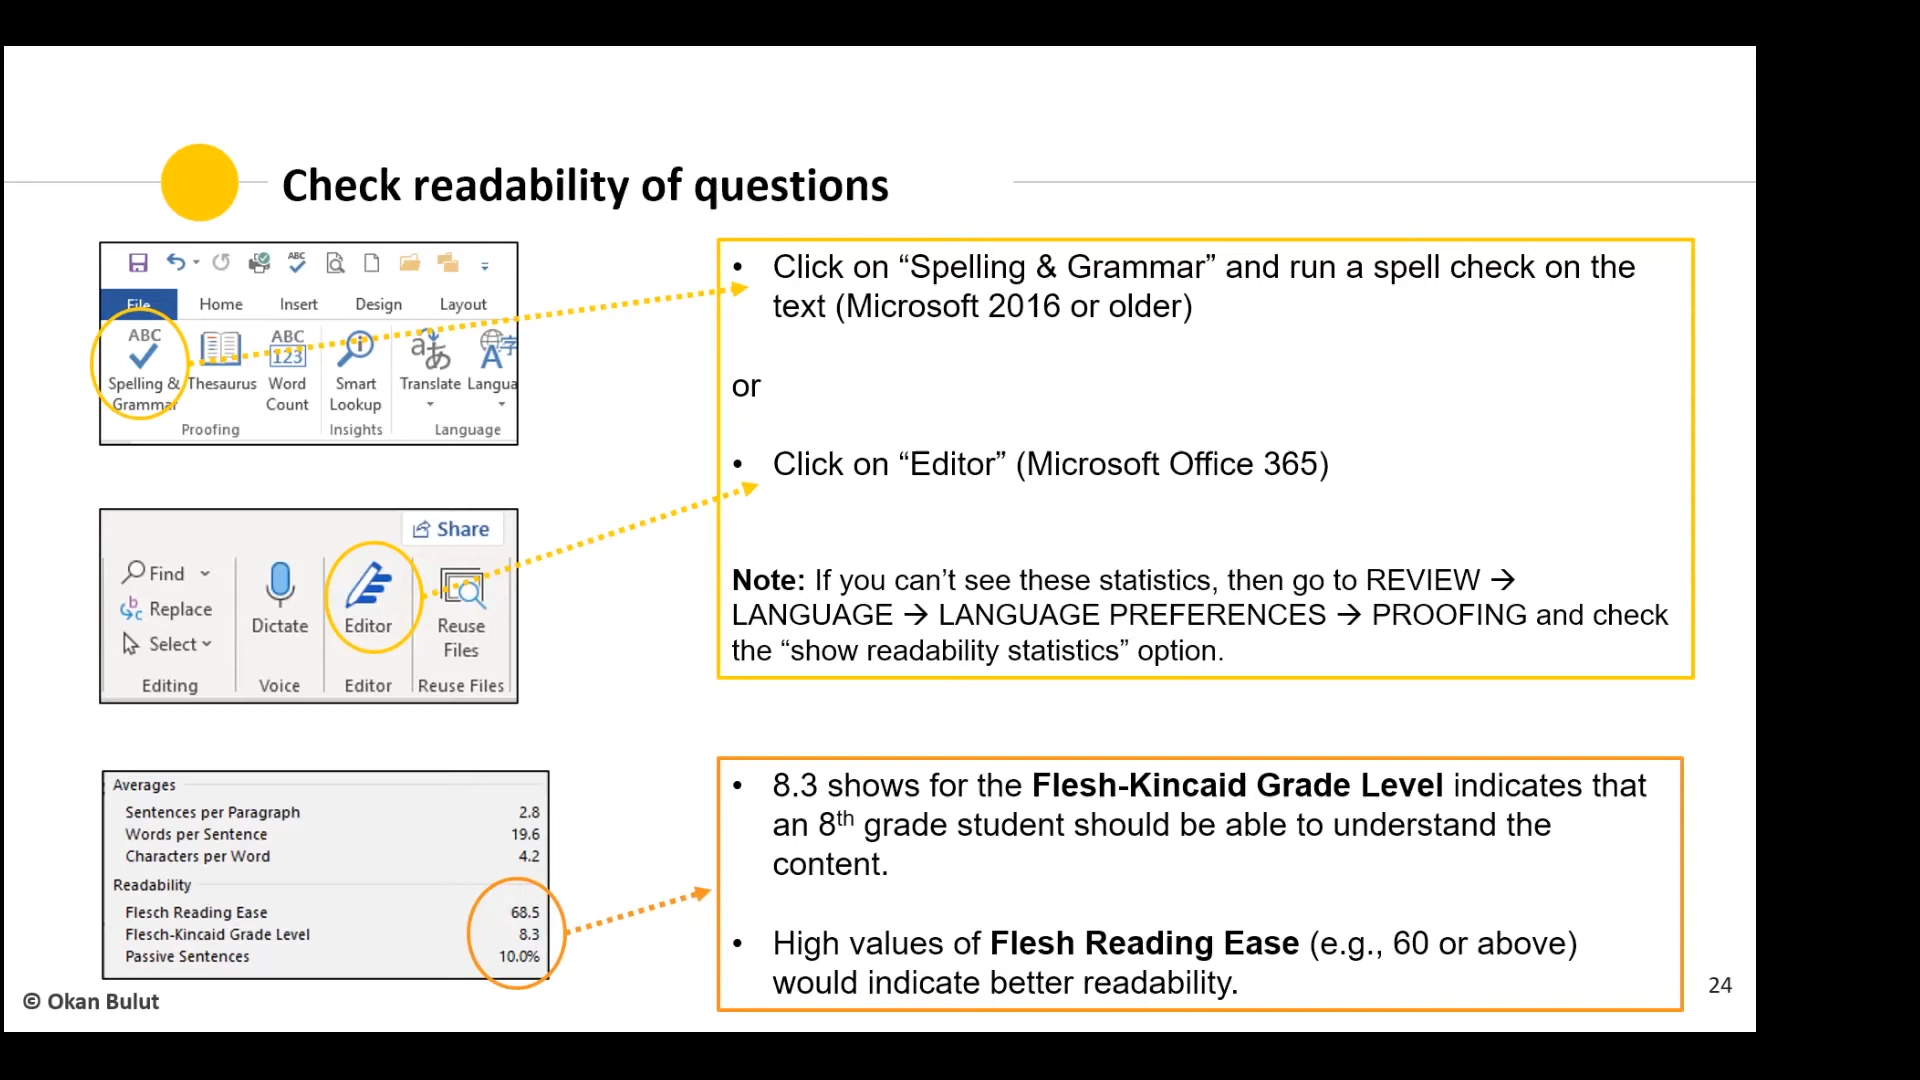 Check readability of questions
File Home Insert Design Layout
ABC
Spelling &
Grammar
Thesaurus
ABC
123
Word
Count
Proofing
Smart
Lookup
Insights
Translate
Langua
Language
• Click on “Spelling & Grammar” and run a spell check on the
text (Microsoft 2016 or older)
or
• Click on “Editor” (Microsoft Office 365)
Note: If you can’t see these statistics, then go to REVIEW →
LANGUAGE → LANGUAGE PREFERENCES → PROOFING and check
the “show readability statistics” option.
Share
Find
Replace
Select
Editing
Dictate
Voice
Editor
Editor
Reuse
Files
Reuse Files
Averages
Sentences per Paragraph 2.8
Words per Sentence 19.6
Characters per Word 4.2
Readability
Flesch Reading Ease 68.5
Flesch-Kincaid Grade Level 8.3
Passive Sentences 10.0%
• 8.3 shows for the Flesh-Kincaid Grade Level indicates that
an 8th grade student should be able to understand the
content.
• High values of Flesh Reading Ease (e.g., 60 or above)
would indicate better readability.
© Okan Bulut
24